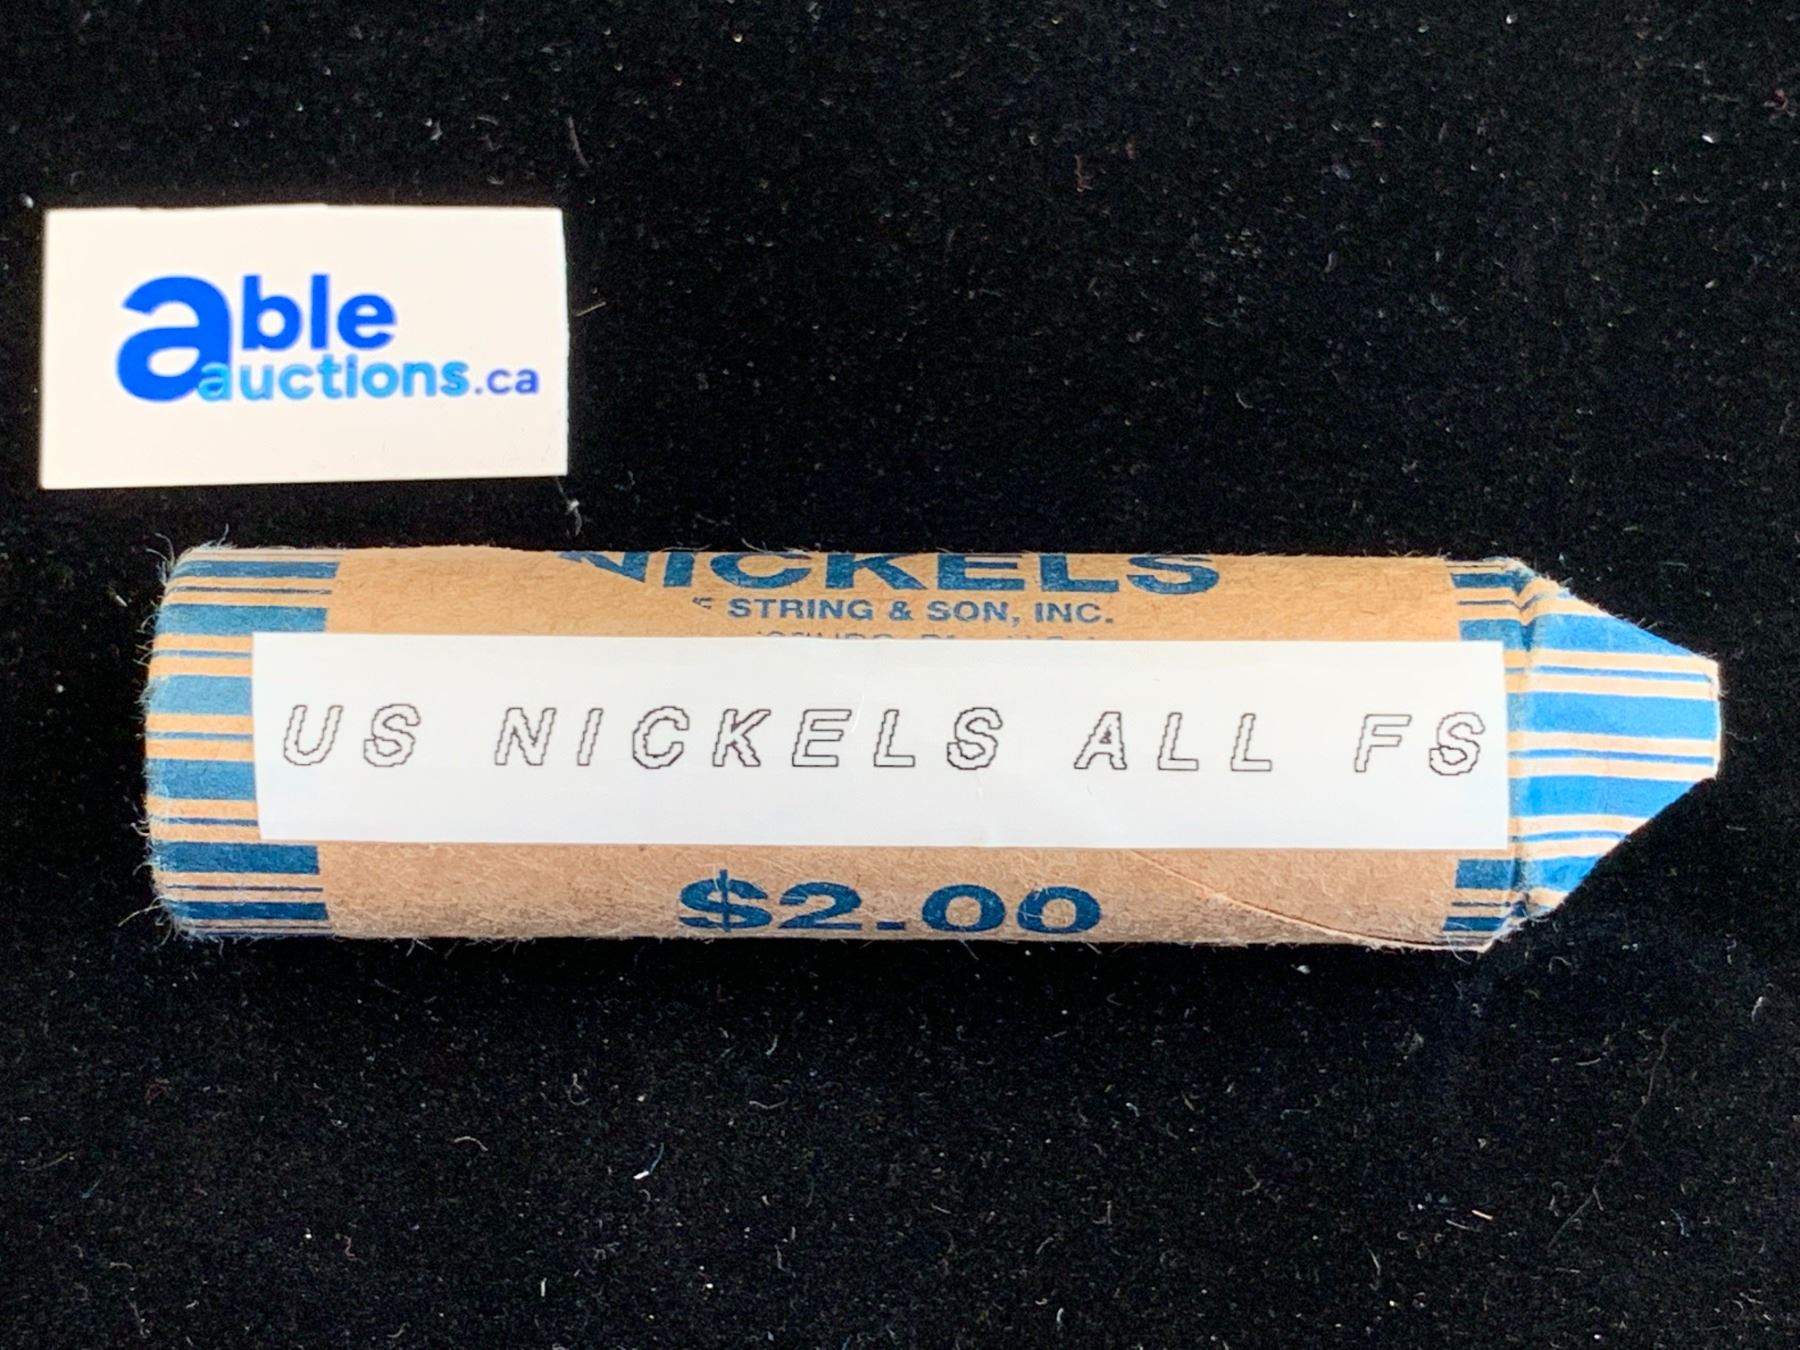 able
auctions.ca
NICKELS
STRING & SON, INC.
US NICKELS ALL FS
$2.00